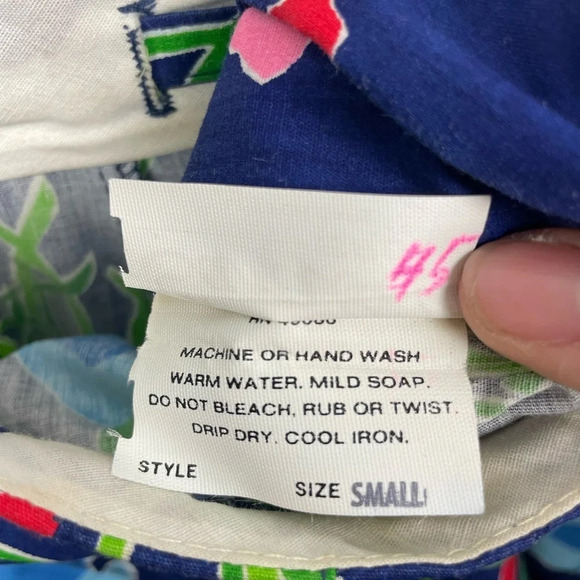 45
MACHINE OR HAND WASH
WARM WATER. MILD SOAP.
DO NOT BLEACH, RUB OR TWIST.
DRIP DRY. COOL IRON.
STYLE
SIZE SMALL